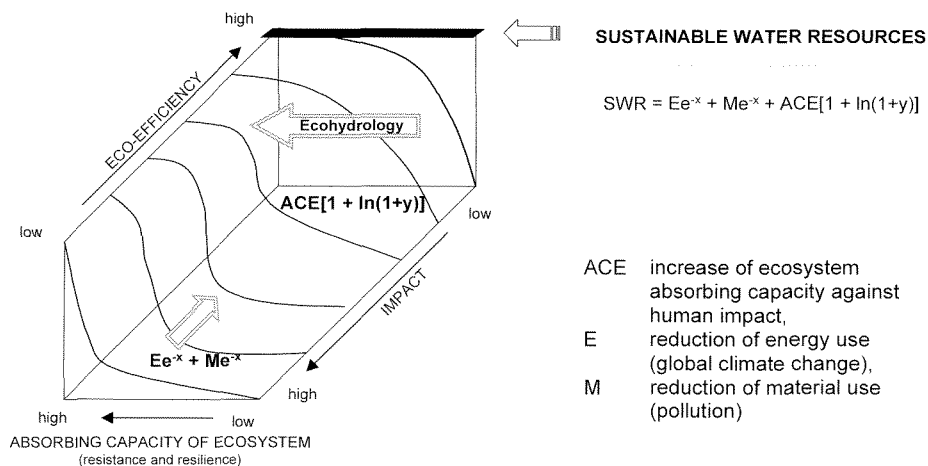 high
SUSTAINABLE WATER RESOURCES
SWR = Ee⁻ˣ + Me⁻ˣ + ACE[1 + ln(1+y)]
ECO-EFFICIENCY
Ecohydrology
ACE[1 + ln(1+y)]
low
low
IMPACT
Ee⁻ˣ + Me⁻ˣ
high
high
low
ABSORBING CAPACITY OF ECOSYSTEM
(resistance and resilience)
ACE increase of ecosystem
absorbing capacity against
human impact,
E reduction of energy use
(global climate change),
M reduction of material use
(pollution)